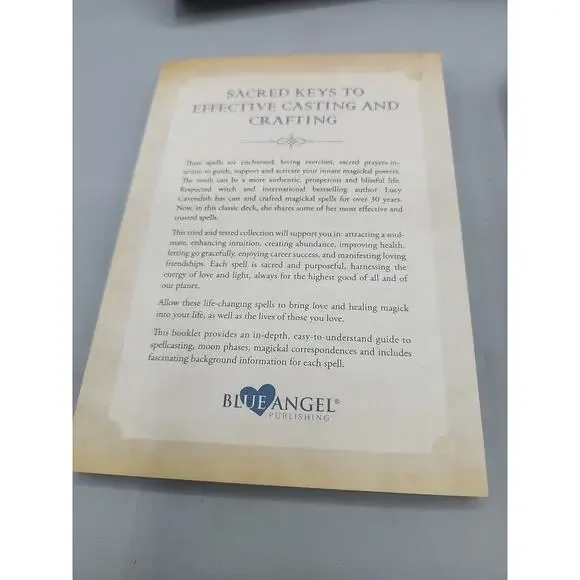 SACRED KEYS TO
EFFECTIVE CASTING AND
CRAFTING
These spells are enchanted, loving exercises, sacred prayers-in-
action to guide, support and activate your innate magickal powers.
The result can be a more authentic, prosperous and blissful life.
Respected witch and international bestselling author Lucy
Cavendish has cast and crafted magickal spells for over 30 years.
Now, in this classic deck, she shares some of her most effective and
trusted spells.
This tried and tested collection will support you in: attracting a soul-
mate, enhancing intuition, creating abundance, improving health,
letting go gracefully, enjoying career success, and manifesting loving
friendships. Each spell is sacred and purposeful, harnessing the
energy of love and light, always for the highest good of all and of
our planet.
Allow these life-changing spells to bring love and healing magick
into your life, as well as the lives of those you love.
This booklet provides an in-depth, easy-to-understand guide to
spellcasting, moon phases, magickal correspondences and includes
fascinating background information for each spell.
BLUE ANGEL®
PUBLISHING